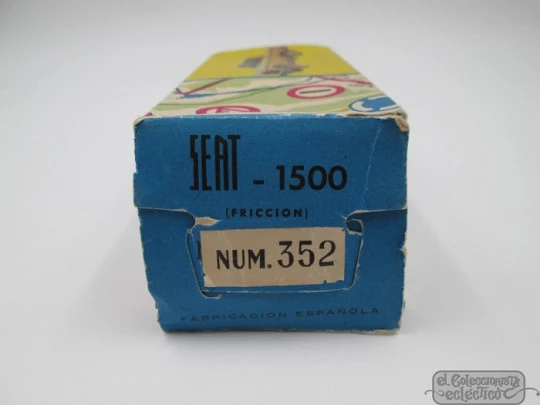 SEAT - 1500
(FRICCION)
NUM. 352
FABRICACION ESPAÑOLA
el Coleccionista
ecléctico